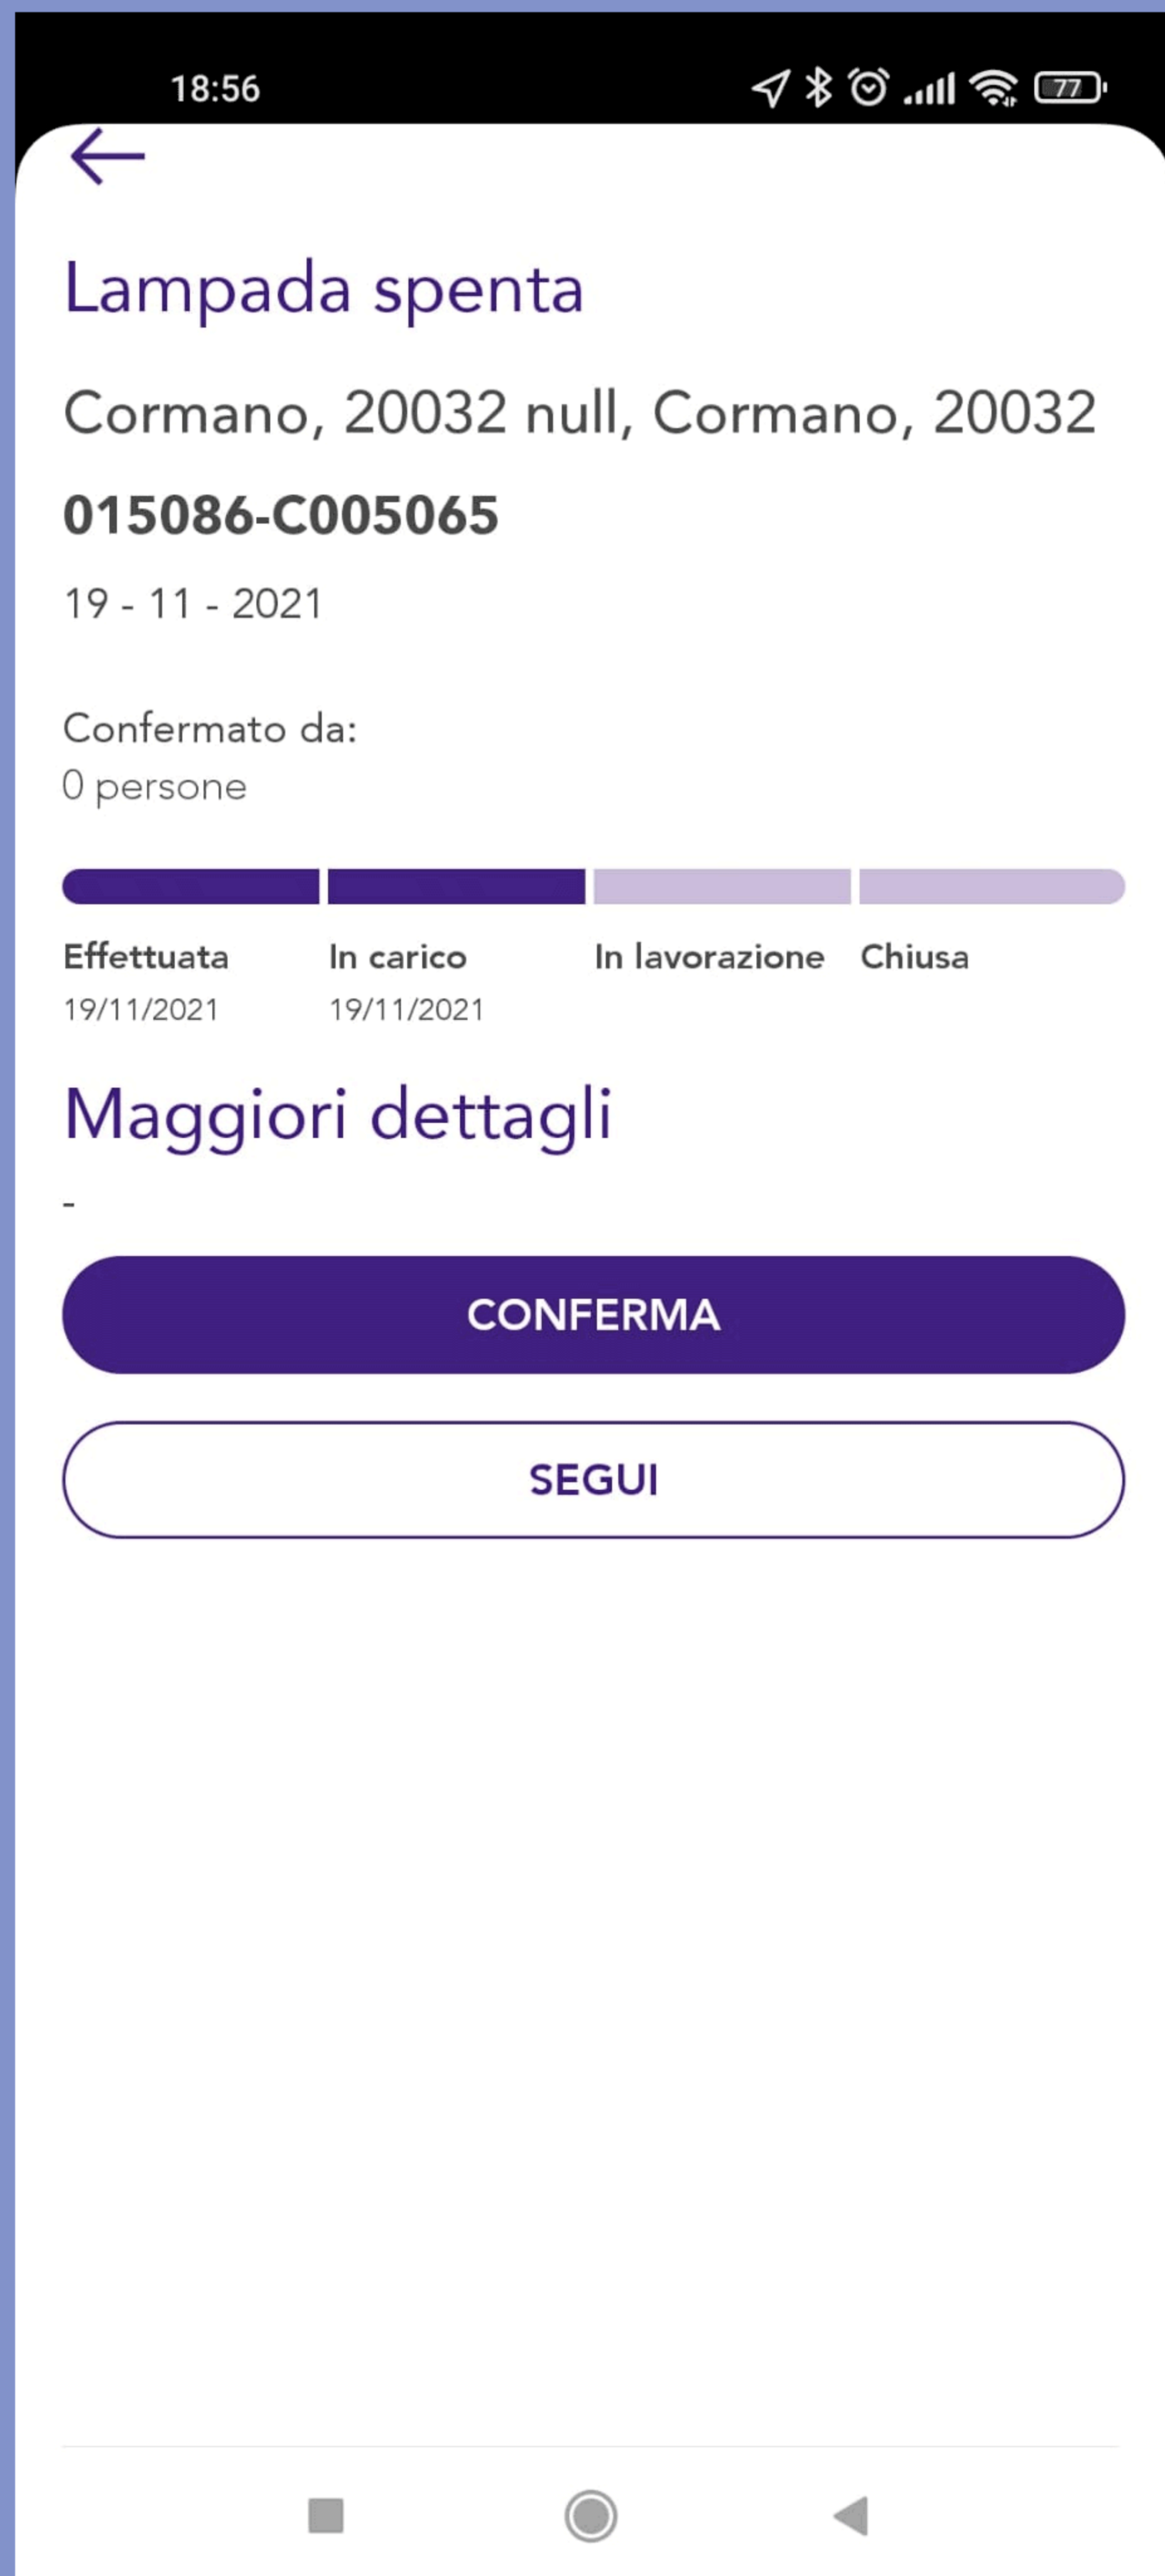 18:56
77
Lampada spenta
Cormano, 20032 null, Cormano, 20032
015086-C005065
19 - 11 - 2021
Confermato da:
0 persone
Effettuata In carico In lavorazione Chiusa
19/11/2021 19/11/2021
Maggiori dettagli
-
CONFERMA
SEGUI